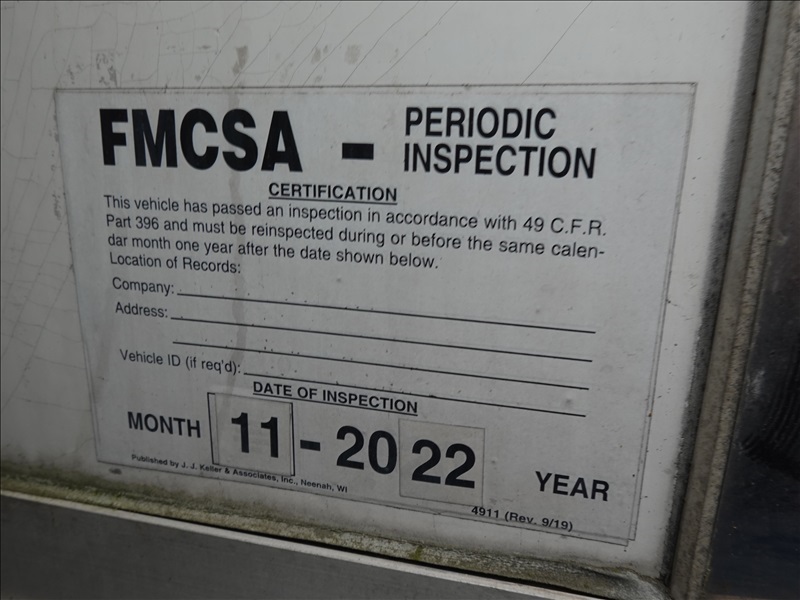 FMCSA - PERIODIC
INSPECTION
CERTIFICATION
This vehicle has passed an inspection in accordance with 49 C.F.R.
Part 396 and must be reinspected during or before the same calen-
dar month one year after the date shown below.
Location of Records:
Company:
Address:
Vehicle ID (if req'd):
DATE OF INSPECTION
MONTH 11 - 20 22 YEAR
Published by J. J. Keller & Associates, Inc., Neenah, WI
4911 (Rev. 9/19)